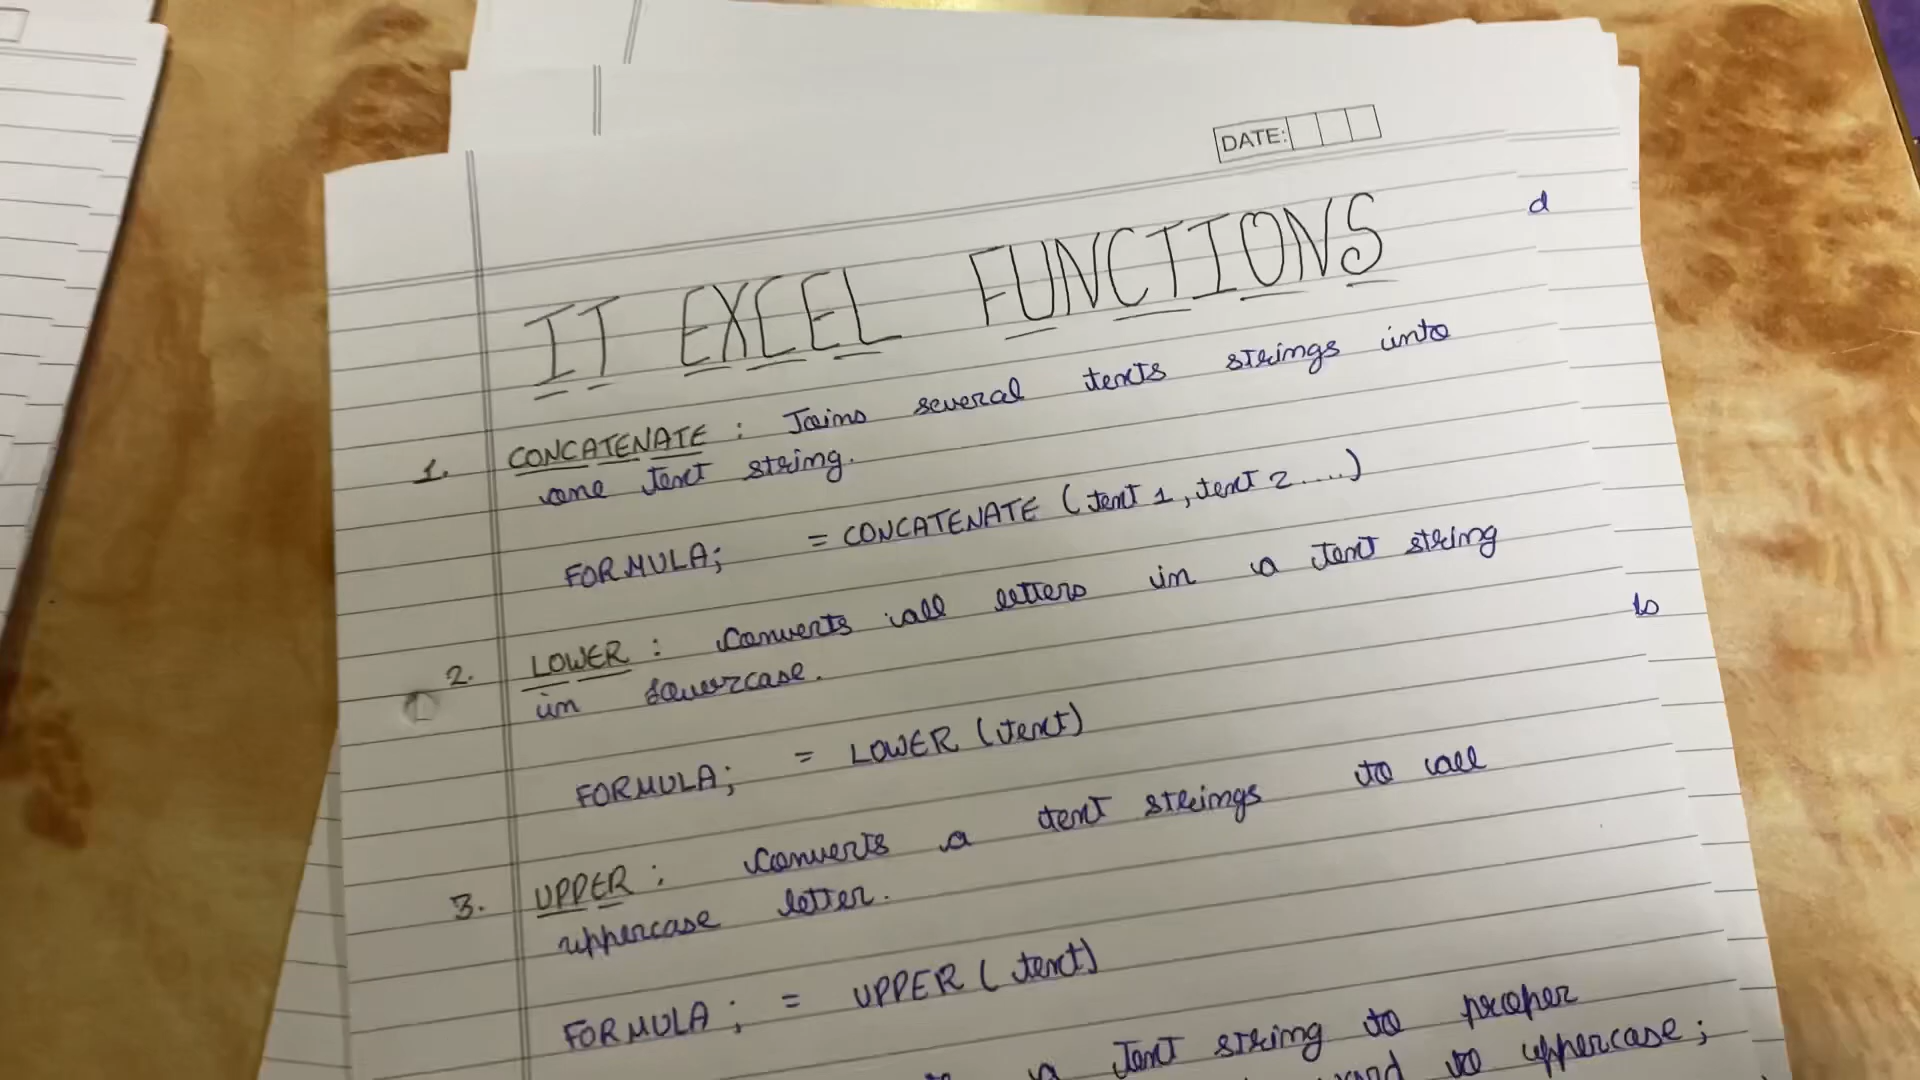 DATE:
d
IT EXCEL FUNCTIONS
1. CONCATENATE : Joins several texts strings into
one text string.
FORMULA; = CONCATENATE (text 1, text 2.....)
2. LOWER : Converts all letters in a text string
in lowercase.
lo
FORMULA; = LOWER (text)
3. UPPER : Converts a text strings to all
uppercase letter.
FORMULA ; = UPPER (text)
a text string to proper
to uppercase;